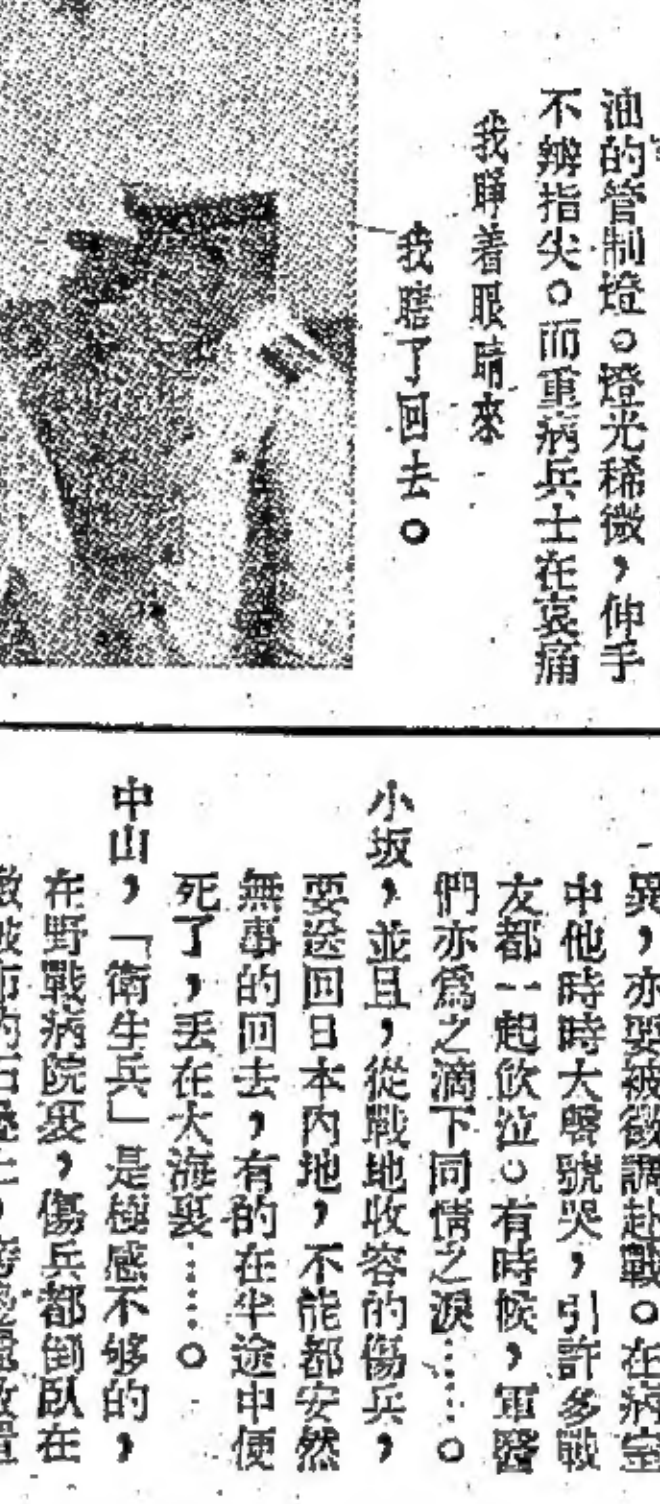 油的管制燈。燈光稀微，伸手
不辨指尖。而重病兵士在哀痛
我睜着眼睛來
我瞎了回去。
異，亦要被徵調赴戰。在病室
中他時時大聲號哭，引許多戰
友都一起飲泣。有時候，軍醫
們亦爲之滴下同情之淚……。
小坂，並且，從戰地收容的傷兵，
要送回日本內地，不能都安然
無事的回去，有的在半途中便
死了，丟在大海裏……。
中山，「衛生兵」是極感不够的，
在野戰病院裏，傷兵都倒臥在